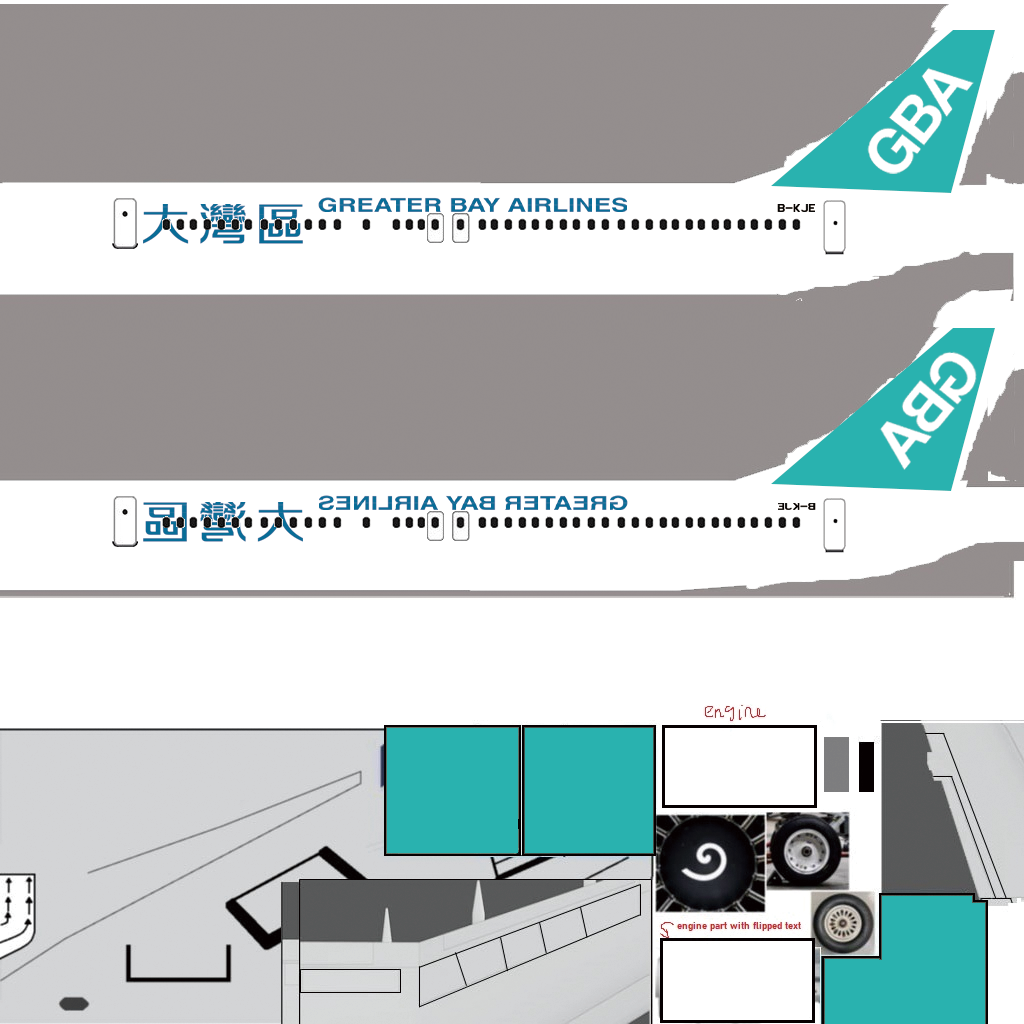 GBA
大灣區 GREATER BAY AIRLINES B-KJE
GBA
大灣區 GREATER BAY AIRLINES B-KJE
engine
engine part with flipped text